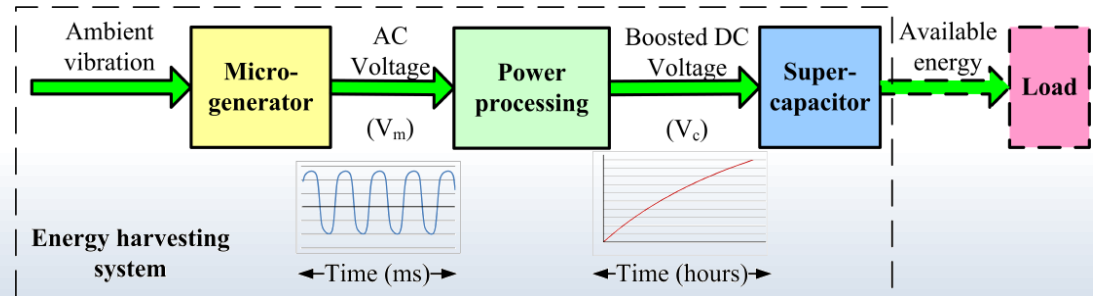 Ambient
vibration
Micro-
generator
AC
Voltage
(Vm)
Power
processing
Boosted DC
Voltage
(Vc)
Super-
capacitor
Available
energy
Load
Energy harvesting
system
Time (ms)
Time (hours)